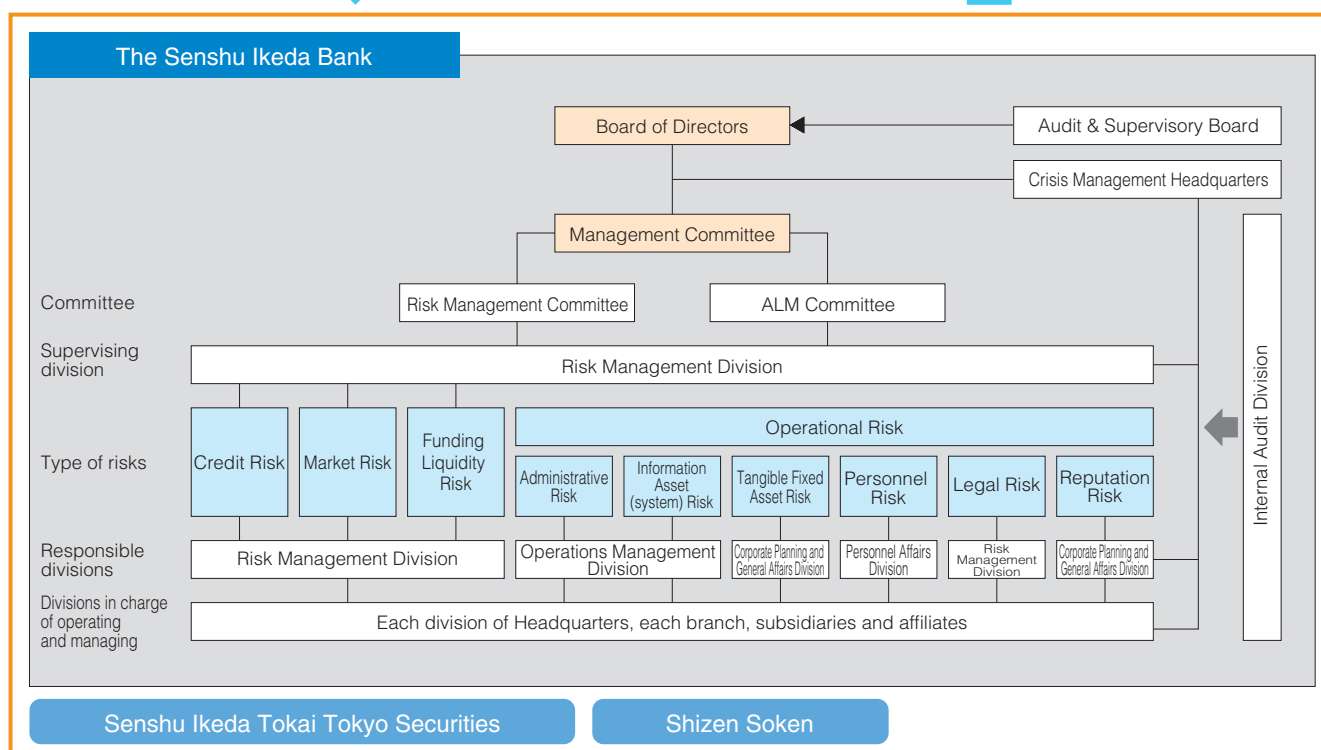 The Senshu Ikeda Bank
Board of Directors
Audit & Supervisory Board
Crisis Management Headquarters
Management Committee
Committee
Risk Management Committee
ALM Committee
Supervising
division
Risk Management Division
Internal Audit Division
Type of risks
Credit Risk
Market Risk
Funding
Liquidity
Risk
Operational Risk
Administrative
Risk
Information
Asset
(system) Risk
Tangible Fixed
Asset Risk
Personnel
Risk
Legal Risk
Reputation
Risk
Responsible
divisions
Risk Management Division
Operations Management
Division
Corporate Planning and
General Affairs Division
Personnel Affairs
Division
Risk
Management
Division
Corporate Planning and
General Affairs Division
Divisions in charge
of operating
and managing
Each division of Headquarters, each branch, subsidiaries and affiliates
Senshu Ikeda Tokai Tokyo Securities
Shizen Soken